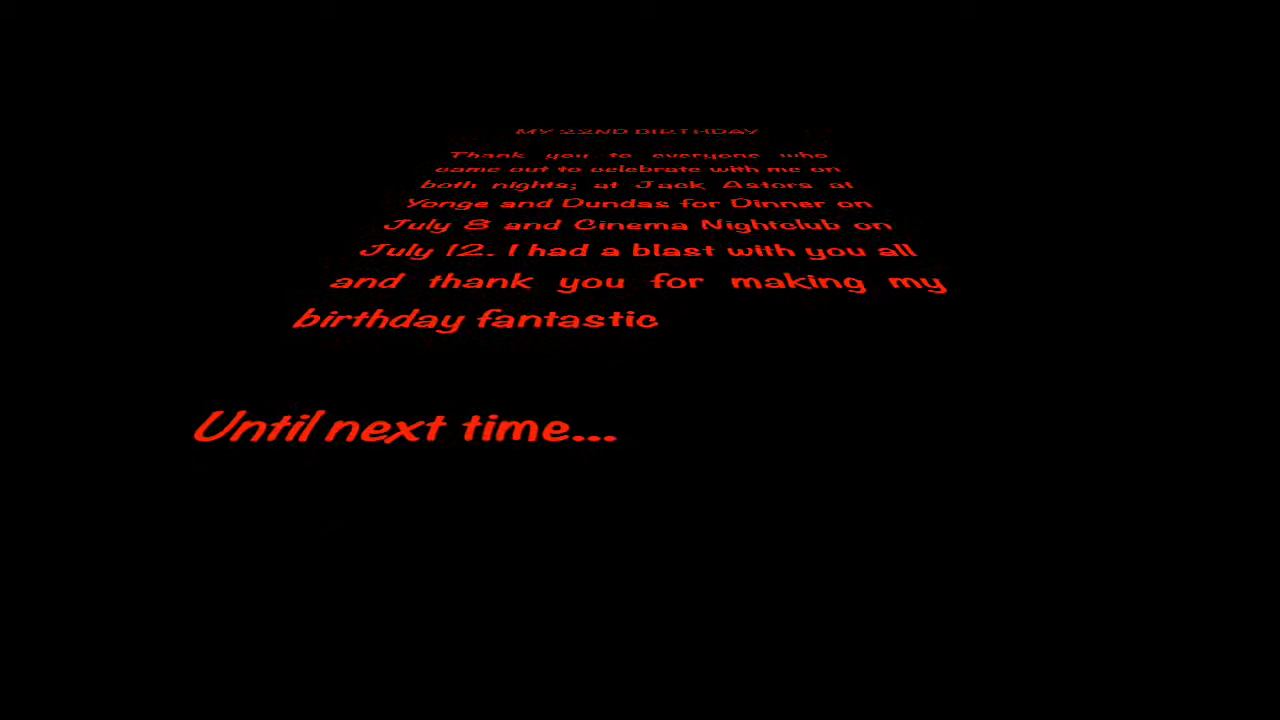 MY 22ND BIRTHDAY
Thank you to everyone who
came out to celebrate with me on
both nights; at Jack Astors at
Yonge and Dundas for Dinner on
July 8 and Cinema Nightclub on
July 12. I had a blast with you all
and thank you for making my
birthday fantastic
Until next time...